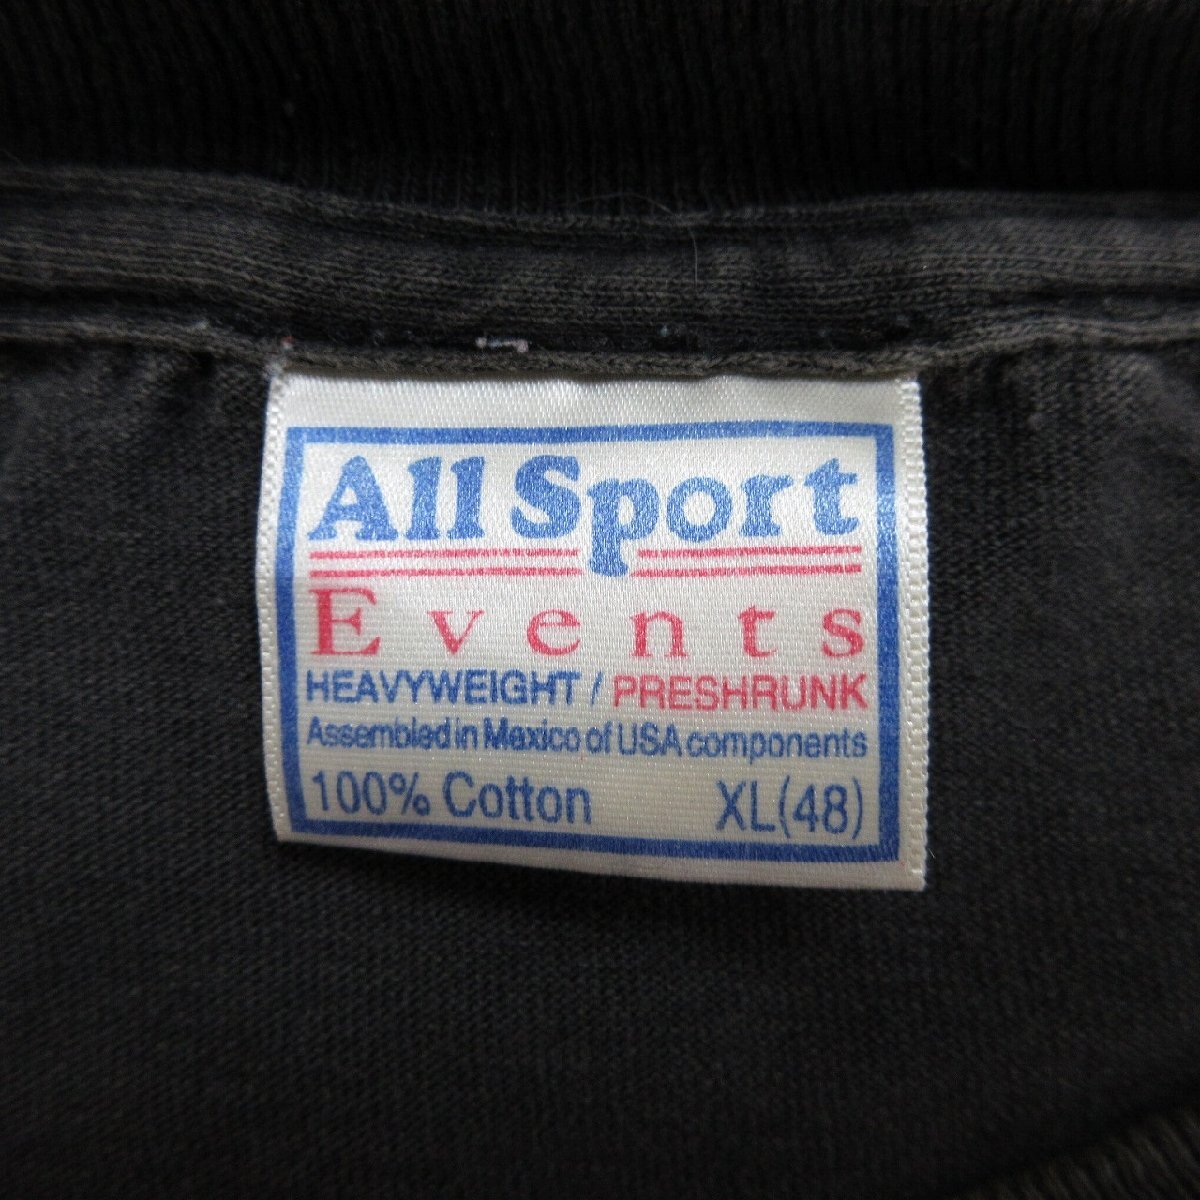 All Sport
Events
HEAVYWEIGHT / PRESHRUNK
Assembled in Mexico of USA components
100% Cotton XL(48)